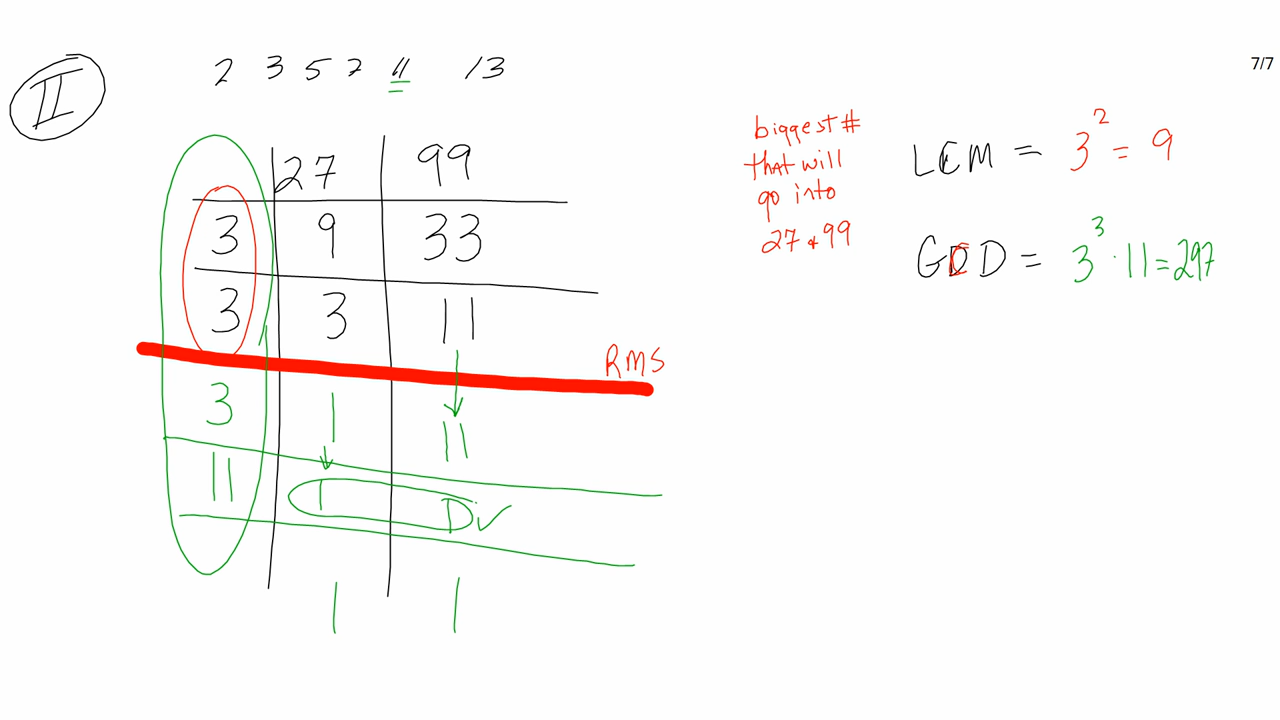 7/7
II
2 3 5 7 11 13
27 99
3 9 33
3 3 11
RMS
3 1 11
11 1 Div
1 1
biggest #
that will
go into
27 + 99
LCM = 3² = 9
GCD = 3³ · 11 = 297